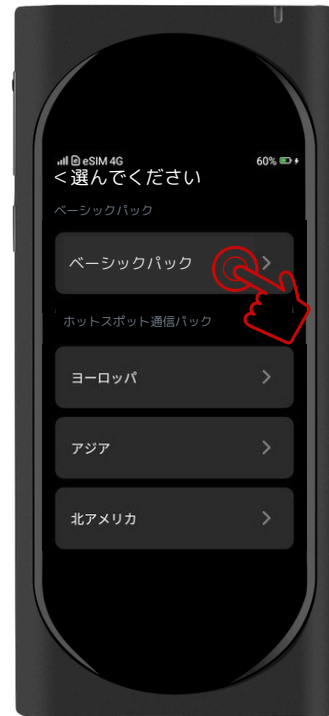 eSIM 4G 60%
<選んでください
ベーシックパック
ベーシックパック >
ホットスポット通信パック
ヨーロッパ >
アジア >
北アメリカ >